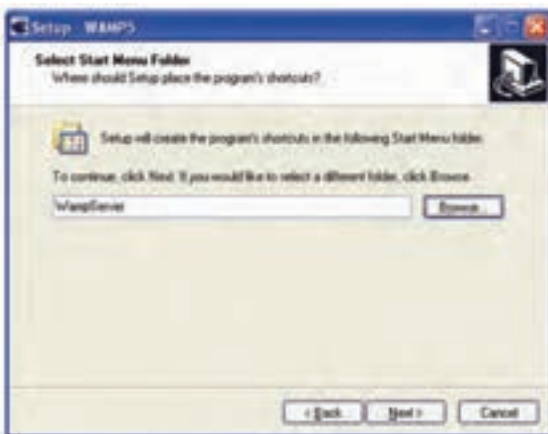 Setup WAMP5
Select Start Menu Folder
Where should Setup place the program's shortcuts?
Setup will create the program's shortcuts in the following Start Menu folder.
To continue, click Next. If you would like to select a different folder, click Browse.
WampServer
Browse...
< Back
Next >
Cancel